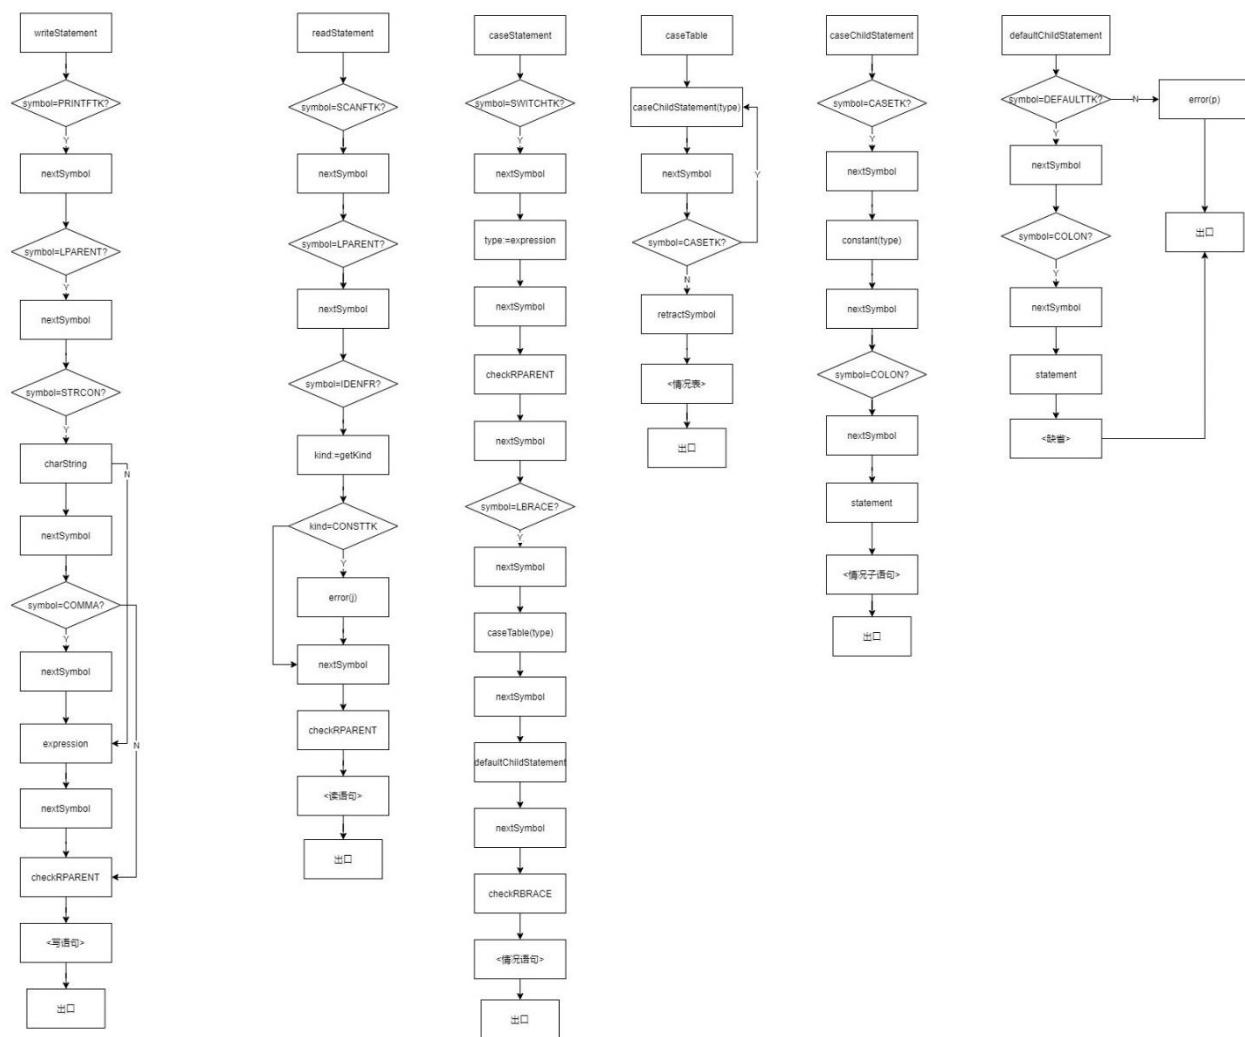 writeStatement
symbol=PRINTFTK?
Y
nextSymbol
symbol=LPARENT?
Y
nextSymbol
symbol=STRCON?
Y
charString
N
nextSymbol
symbol=COMMA?
Y
nextSymbol
expression
N
nextSymbol
checkRPARENT
<写语句>
出口
readStatement
symbol=SCANFTK?
nextSymbol
symbol=LPARENT?
nextSymbol
symbol=IDENFR?
kind:=getKind
kind=CONSTTK
Y
error(j)
nextSymbol
checkRPARENT
<读语句>
出口
caseStatement
symbol=SWITCHTK?
Y
nextSymbol
type:=expression
nextSymbol
checkRPARENT
nextSymbol
symbol=LBRACE?
Y
nextSymbol
caseTable(type)
nextSymbol
defaultChildStatement
nextSymbol
checkRBRACE
<情况语句>
出口
caseTable
caseChildStatement(type)
nextSymbol
Y
symbol=CASETK?
N
retractSymbol
<情况表>
出口
caseChildStatement
symbol=CASETK?
Y
nextSymbol
constant(type)
nextSymbol
symbol=COLON?
nextSymbol
statement
<情况子语句>
出口
defaultChildStatement
symbol=DEFAULTTK?
N
error(p)
Y
nextSymbol
出口
symbol=COLON?
Y
nextSymbol
statement
<缺省>